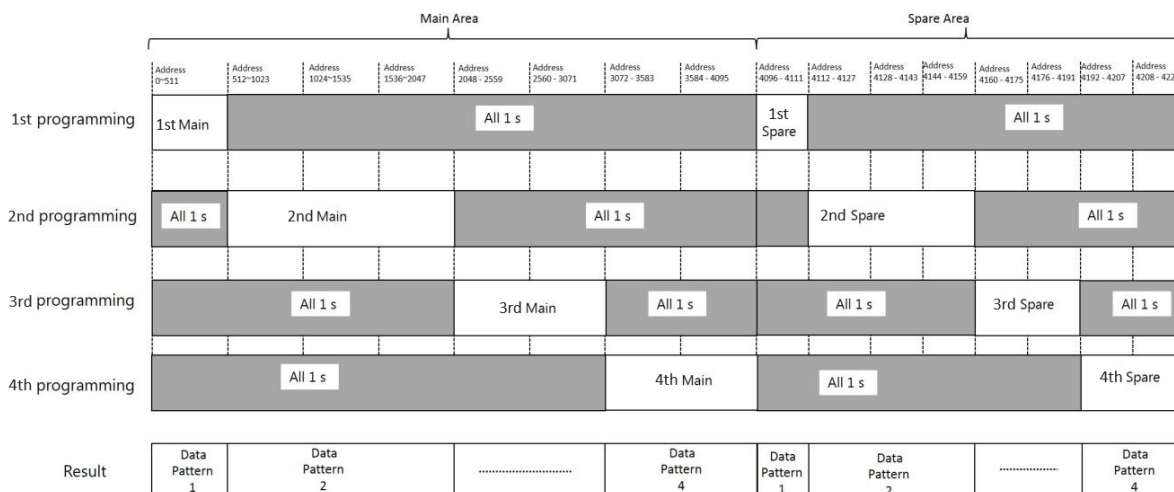 Main Area
Spare Area
Address 0~511
Address 512~1023
Address 1024~1535
Address 1536~2047
Address 2048 - 2559
Address 2560 - 3071
Address 3072 - 3583
Address 3584 - 4095
Address 4096 - 4111
Address 4112 - 4127
Address 4128 - 4143
Address 4144 - 4159
Address 4160 - 4175
Address 4176 - 4191
Address 4192 - 4207
Address 4208 - 422
1st programming
1st Main
All 1 s
1st Spare
All 1 s
2nd programming
All 1 s
2nd Main
All 1 s
2nd Spare
All 1 s
3rd programming
All 1 s
3rd Main
All 1 s
All 1 s
3rd Spare
All 1 s
4th programming
All 1 s
4th Main
All 1 s
4th Spare
Result
Data Pattern 1
Data Pattern 2
....................
Data Pattern 4
Data Pattern 1
Data Pattern 2
................
Data Pattern 4